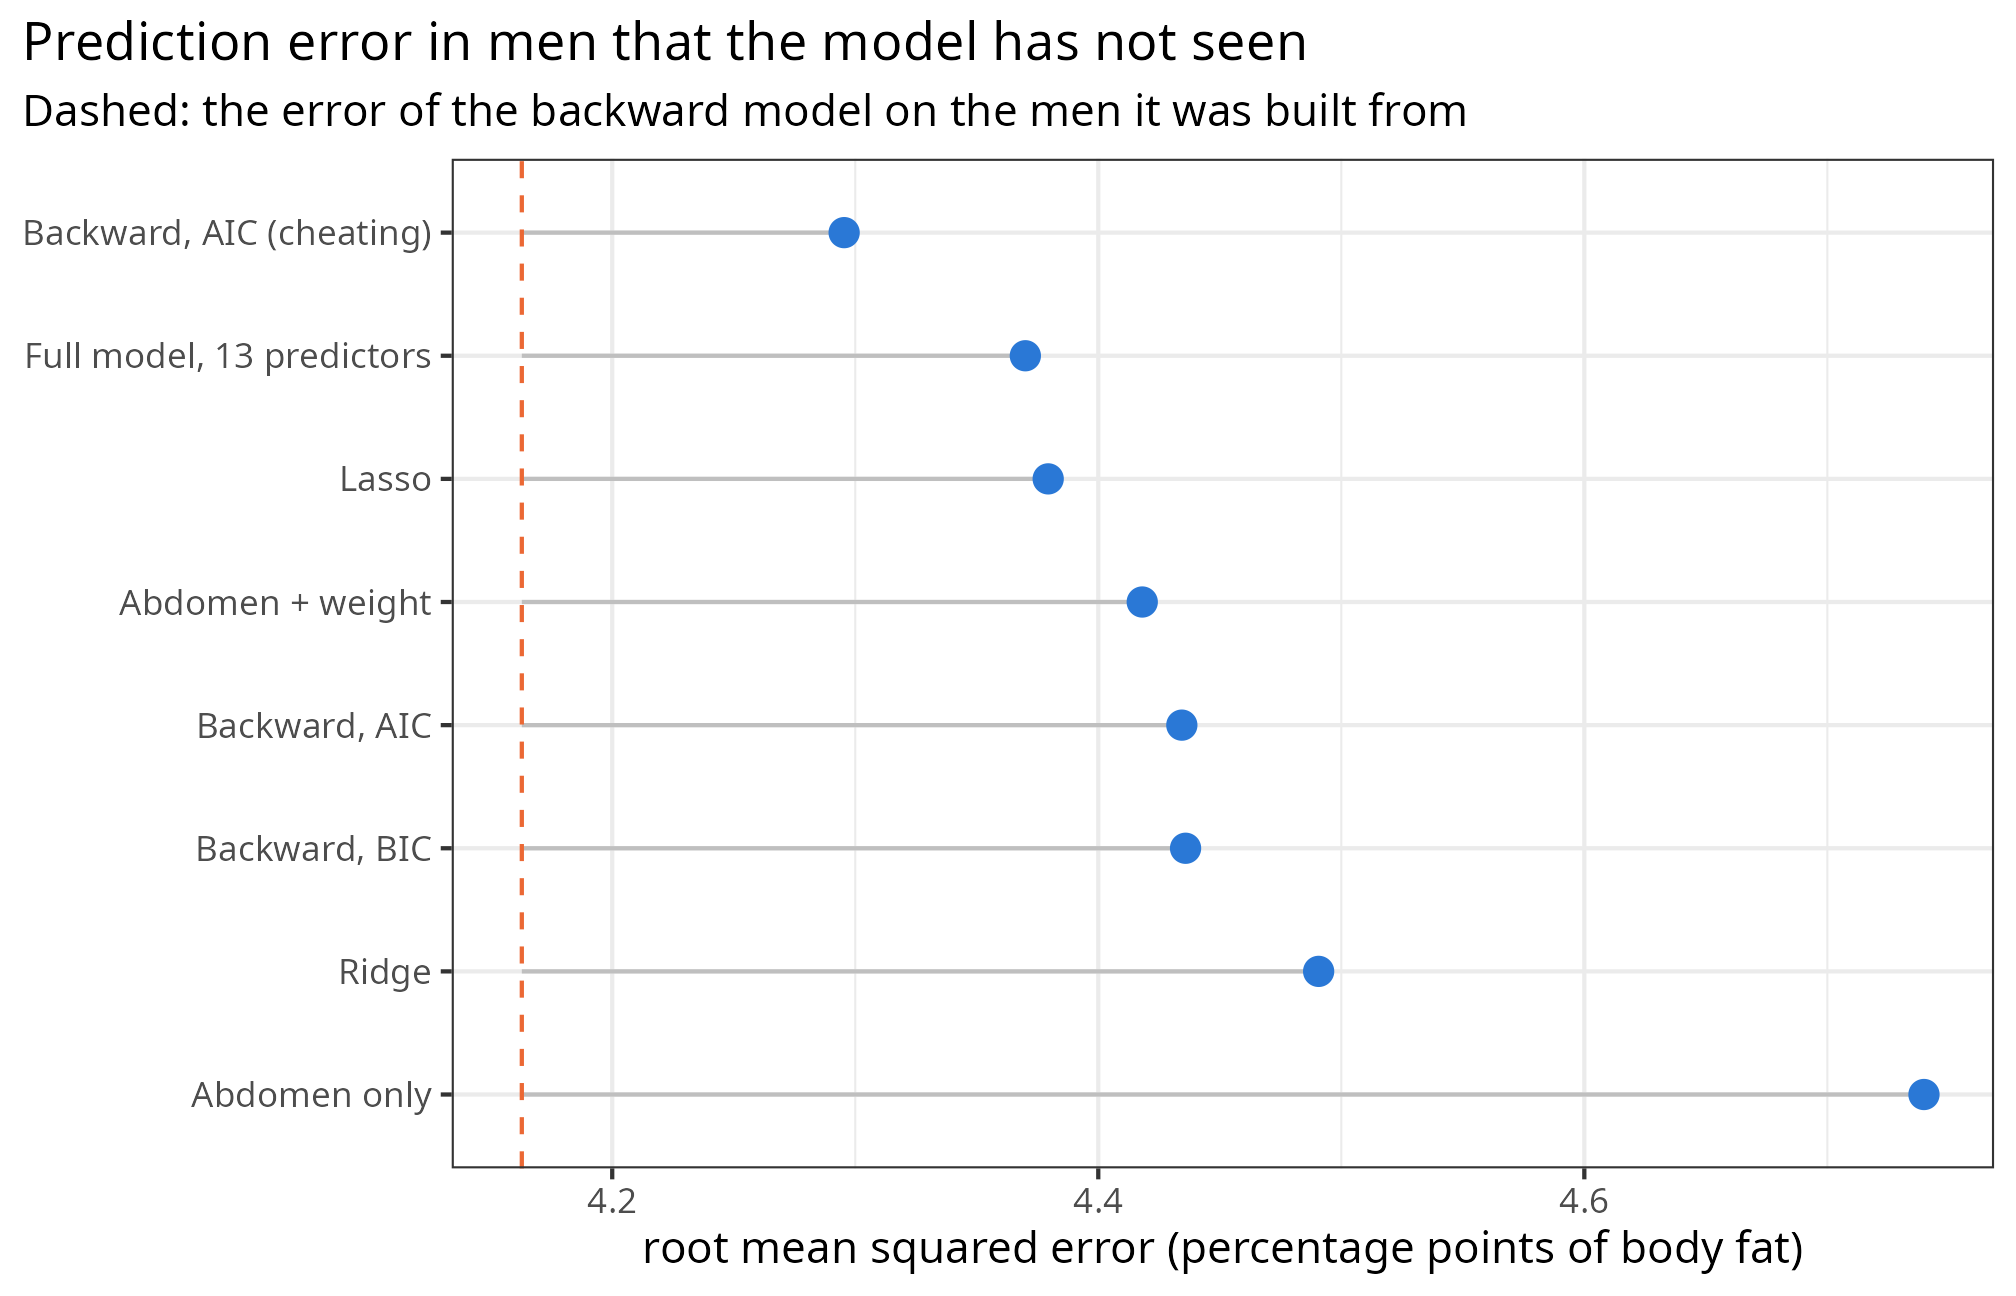 Prediction error in men that the model has not seen
Dashed: the error of the backward model on the men it was built from
Backward, AIC (cheating)
Full model, 13 predictors
Lasso
Abdomen + weight
Backward, AIC
Backward, BIC
Ridge
Abdomen only
4.2 4.4 4.6
root mean squared error (percentage points of body fat)